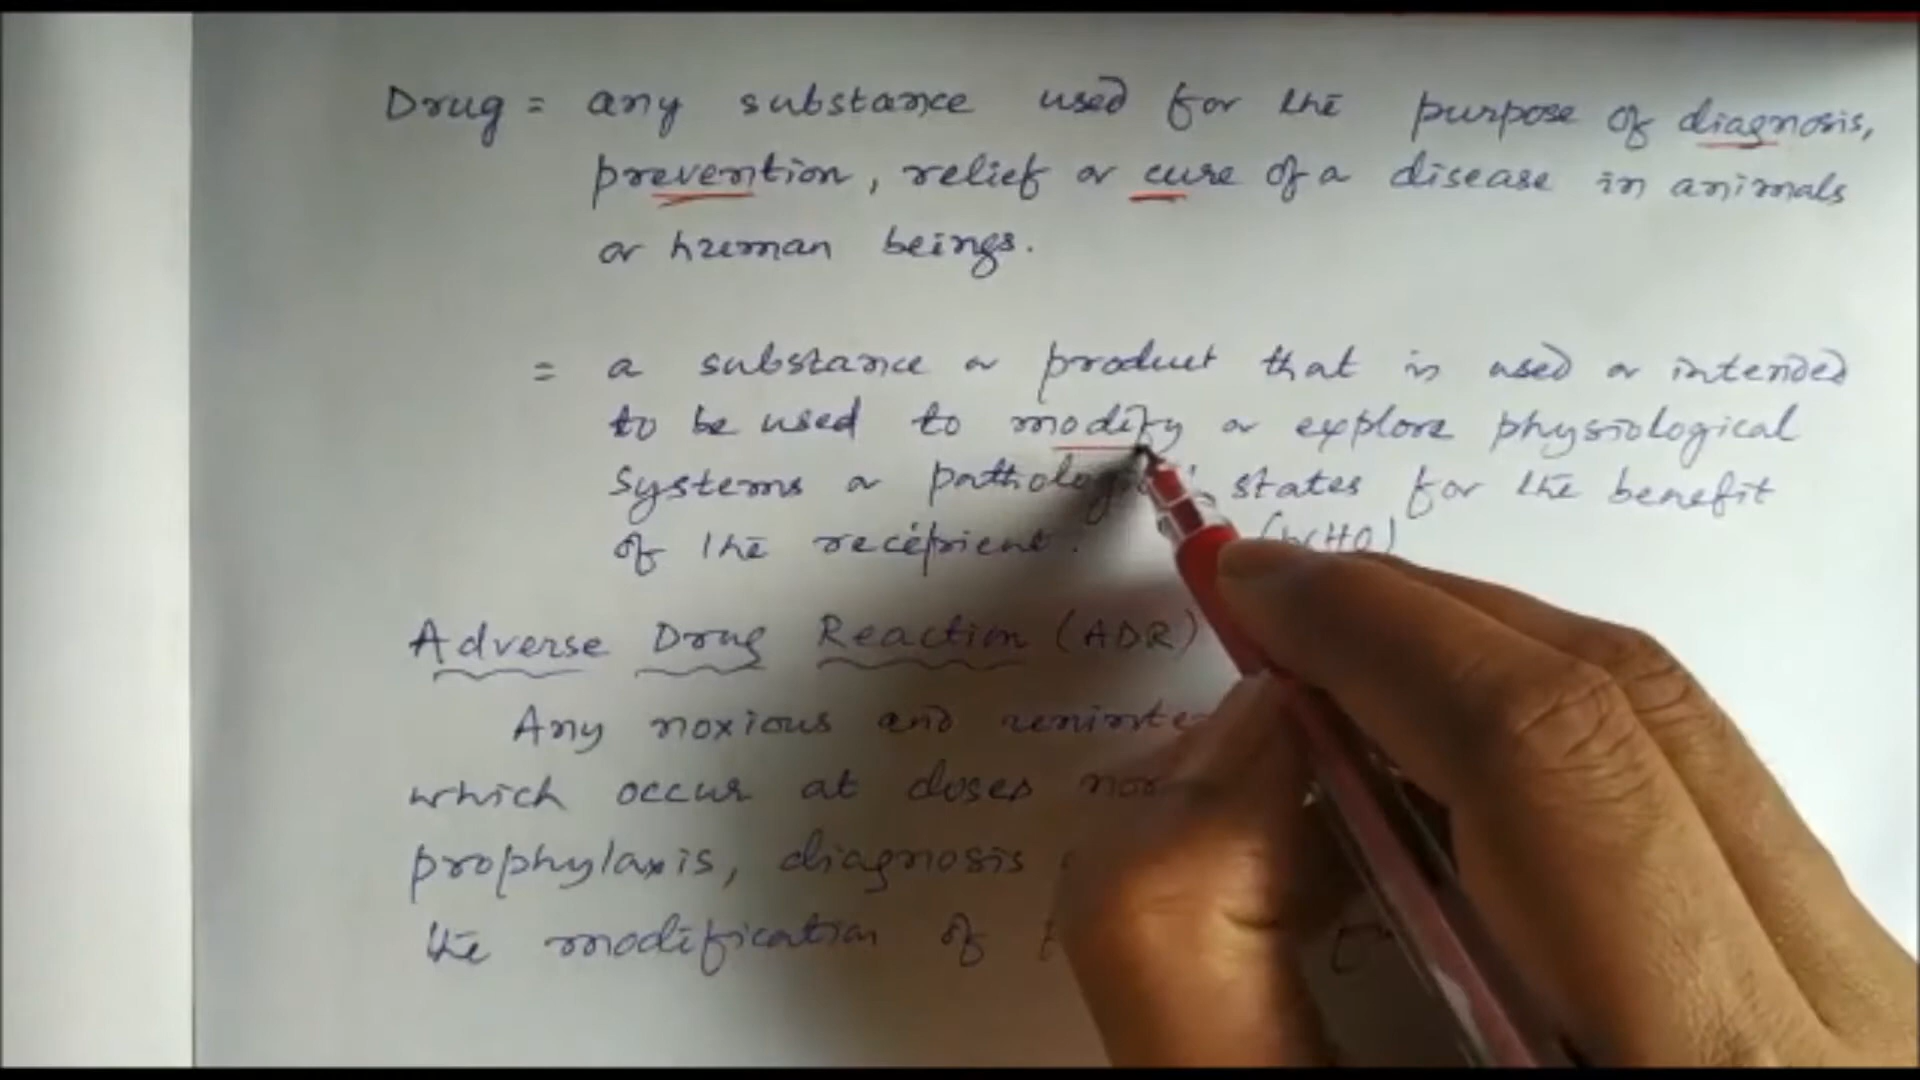 Drug = any substance used for the purpose of diagnosis,
prevention, relief or cure of a disease in animals
or human beings.
= a substance or product that is used or intended
to be used to modify or explore physiological
systems or states for the benefit
of the recepient. (WHO)
Adverse Drug Reaction (ADR)
Any noxious and
which occur at doses
prophylaxis, diagnosis
the modification of